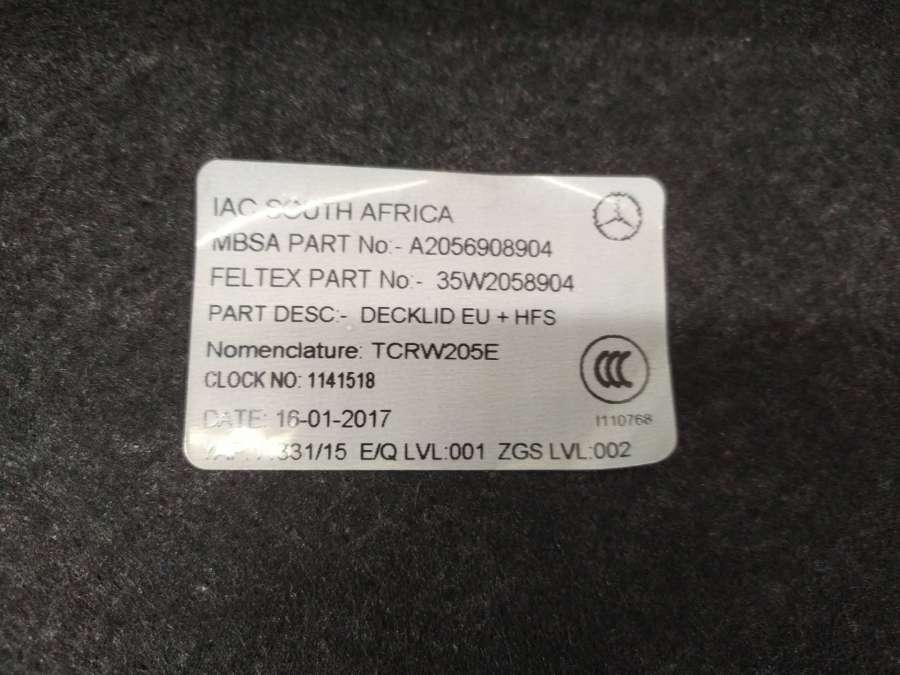 IAC SOUTH AFRICA
MBSA PART No:- A2056908904
FELTEX PART No:- 35W2058904
PART DESC:- DECKLID EU + HFS
Nomenclature: TCRW205E
CLOCK NO: 1141518
DATE: 16-01-2017
I110768
331/15 E/Q LVL:001 ZGS LVL:002